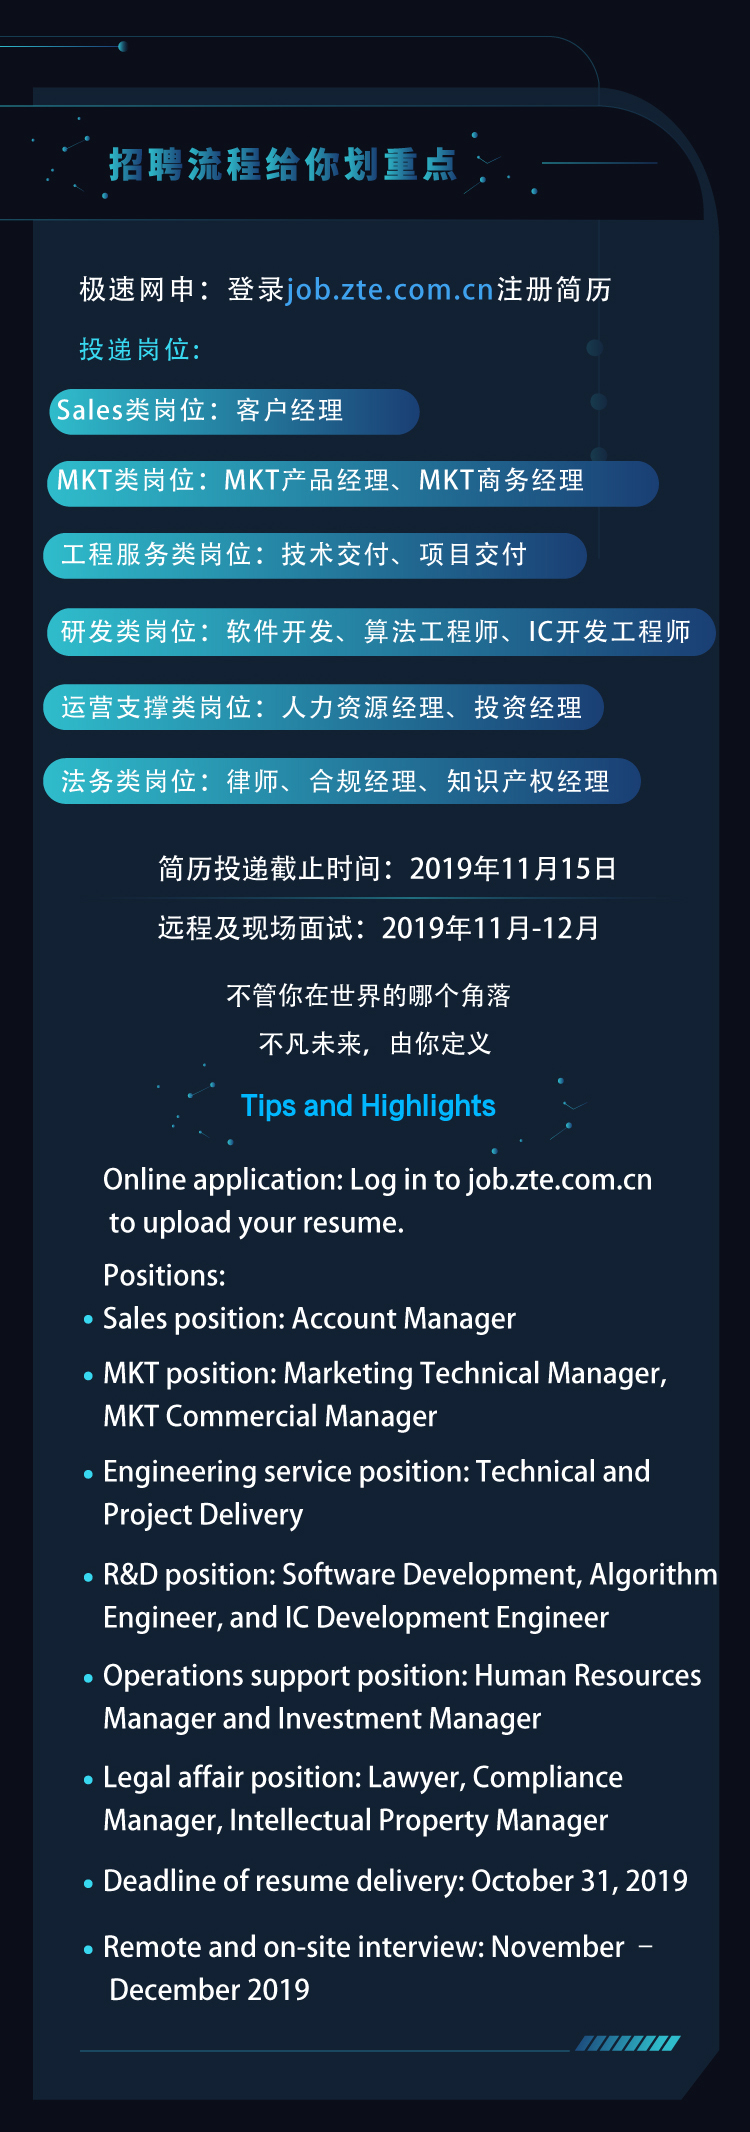 招聘流程给你划重点
极速网申：登录job.zte.com.cn注册简历
投递岗位:
Sales类岗位：客户经理
MKT类岗位：MKT产品经理、MKT商务经理
工程服务类岗位：技术交付、项目交付
研发类岗位：软件开发、算法工程师、IC开发工程师
运营支撑类岗位：人力资源经理、投资经理
法务类岗位：律师、合规经理、知识产权经理
简历投递截止时间：2019年11月15日
远程及现场面试：2019年11月-12月
不管你在世界的哪个角落
不凡未来，由你定义
Tips and Highlights
Online application: Log in to job.zte.com.cn
to upload your resume.
Positions:
• Sales position: Account Manager
• MKT position: Marketing Technical Manager,
MKT Commercial Manager
• Engineering service position: Technical and
Project Delivery
• R&D position: Software Development, Algorithm
Engineer, and IC Development Engineer
• Operations support position: Human Resources
Manager and Investment Manager
• Legal affair position: Lawyer, Compliance
Manager, Intellectual Property Manager
• Deadline of resume delivery: October 31, 2019
• Remote and on-site interview: November –
December 2019